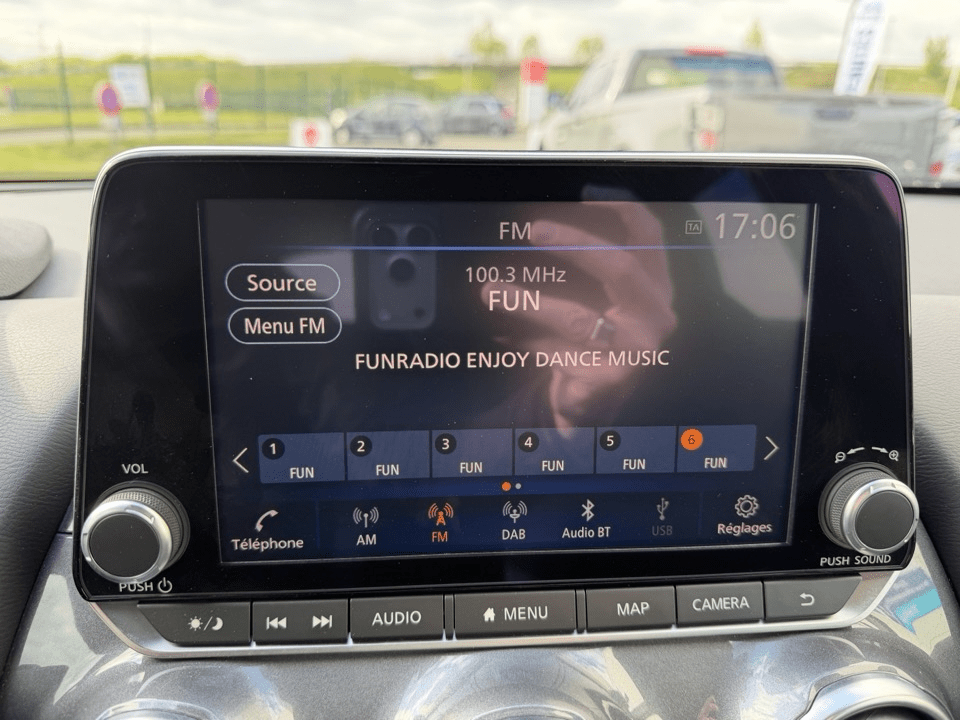 FM
TA 17:06
Source
Menu FM
100.3 MHz
FUN
FUNRADIO ENJOY DANCE MUSIC
1 FUN
2 FUN
3 FUN
4 FUN
5 FUN
6 FUN
Téléphone
AM
FM
DAB
Audio BT
USB
Réglages
VOL
PUSH
PUSH SOUND
AUDIO
MENU
MAP
CAMERA